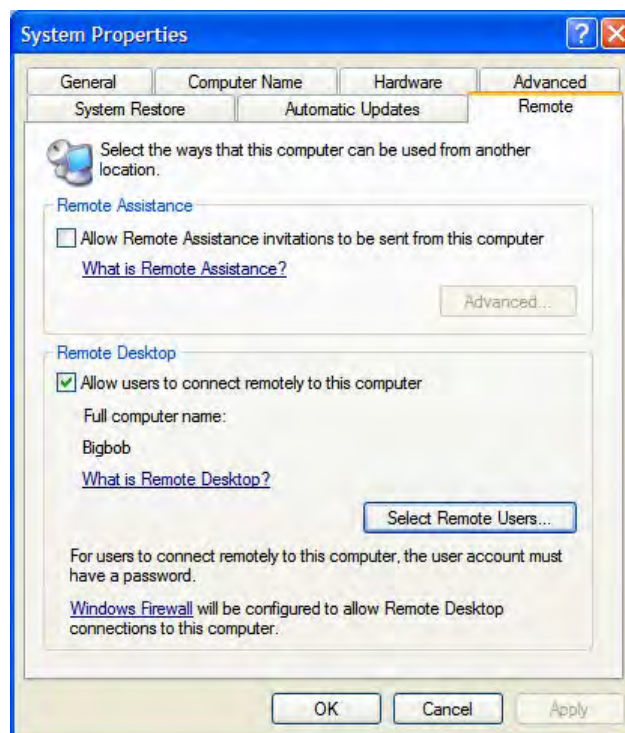 System Properties
General
Computer Name
Hardware
Advanced
System Restore
Automatic Updates
Remote
Select the ways that this computer can be used from another
location.
Remote Assistance
Allow Remote Assistance invitations to be sent from this computer
What is Remote Assistance?
Advanced...
Remote Desktop
Allow users to connect remotely to this computer
Full computer name:
Bigbob
What is Remote Desktop?
Select Remote Users...
For users to connect remotely to this computer, the user account must
have a password.
Windows Firewall will be configured to allow Remote Desktop
connections to this computer.
OK
Cancel
Apply